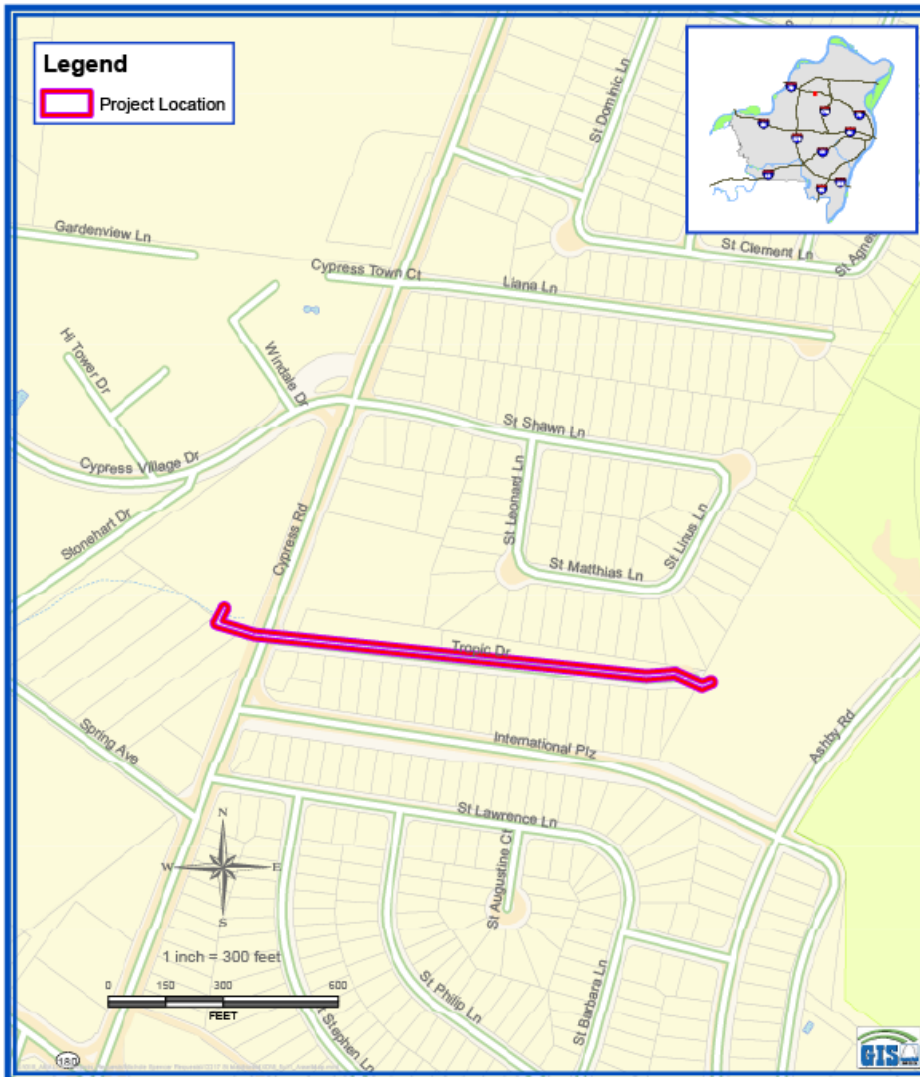 Legend
Project Location
St Dominic Ln
Gardenview Ln
St Clement Ln
St Agnes
Cypress Town Ct
Liana Ln
Hi Tower Dr
Windale Dr
St Shawn Ln
Cypress Village Dr
St Leonard Ln
St Linus Ln
Stonehart Dr
Cypress Rd
St Matthias Ln
Tropic Dr
Spring Ave
International Plz
Ashby Rd
St Lawrence Ln
N
W
E
S
St Augustine Ct
1 inch = 300 feet
0 150 300 600
FEET
St Philip Ln
St Barbara Ln
St Stephen Ln
180
GIS